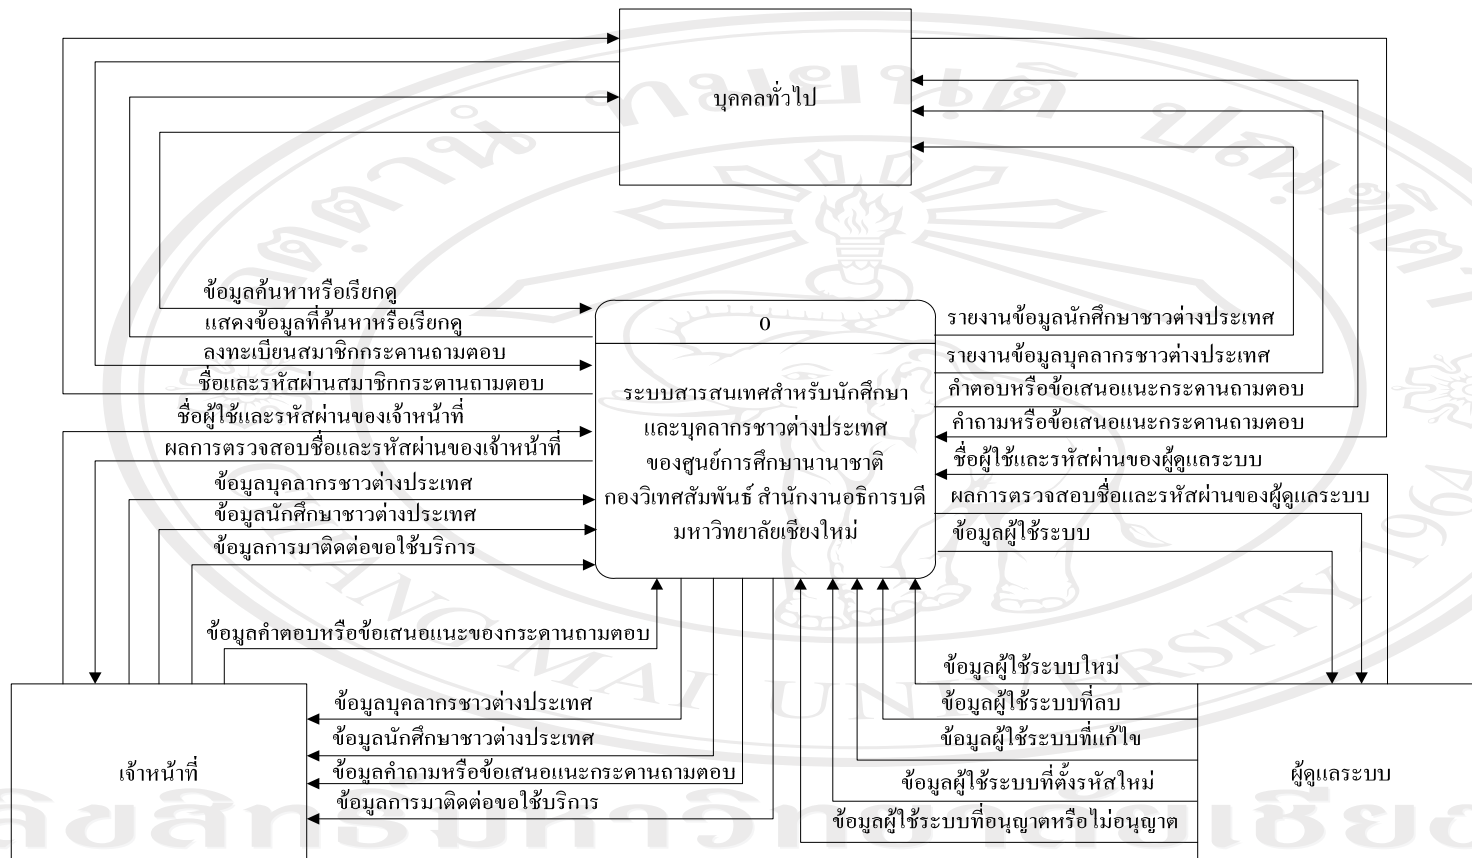 บุคคลทั่วไป
ข้อมูลค้นหาหรือเรียกดู
แสดงข้อมูลที่ค้นหาหรือเรียกดู
ลงทะเบียนสมาชิกกระดานถามตอบ
ชื่อและรหัสผ่านสมาชิกกระดานถามตอบ
ชื่อผู้ใช้และรหัสผ่านของเจ้าหน้าที่
ผลการตรวจสอบชื่อและรหัสผ่านของเจ้าหน้าที่
ข้อมูลบุคลากรชาวต่างประเทศ
ข้อมูลนักศึกษาชาวต่างประเทศ
ข้อมูลการมาติดต่อขอใช้บริการ
0
ระบบสารสนเทศสำหรับนักศึกษา
และบุคลากรชาวต่างประเทศ
ของศูนย์การศึกษานานาชาติ
กองวิเทศสัมพันธ์ สำนักงานอธิการบดี
มหาวิทยาลัยเชียงใหม่
รายงานข้อมูลนักศึกษาชาวต่างประเทศ
รายงานข้อมูลบุคลากรชาวต่างประเทศ
คำตอบหรือข้อเสนอแนะกระดานถามตอบ
คำถามหรือข้อเสนอแนะกระดานถามตอบ
ชื่อผู้ใช้และรหัสผ่านของผู้ดูแลระบบ
ผลการตรวจสอบชื่อและรหัสผ่านของผู้ดูแลระบบ
ข้อมูลผู้ใช้ระบบ
ข้อมูลคำตอบหรือข้อเสนอแนะของกระดานถามตอบ
ข้อมูลบุคลากรชาวต่างประเทศ
ข้อมูลนักศึกษาชาวต่างประเทศ
ข้อมูลคำถามหรือข้อเสนอแนะกระดานถามตอบ
ข้อมูลการมาติดต่อขอใช้บริการ
เจ้าหน้าที่
ข้อมูลผู้ใช้ระบบใหม่
ข้อมูลผู้ใช้ระบบที่ลบ
ข้อมูลผู้ใช้ระบบที่แก้ไข
ข้อมูลผู้ใช้ระบบที่ตั้งรหัสใหม่
ข้อมูลผู้ใช้ระบบที่อนุญาตหรือไม่อนุญาต
ผู้ดูแลระบบ
CHIANG MAI UNIVERSITY 1964